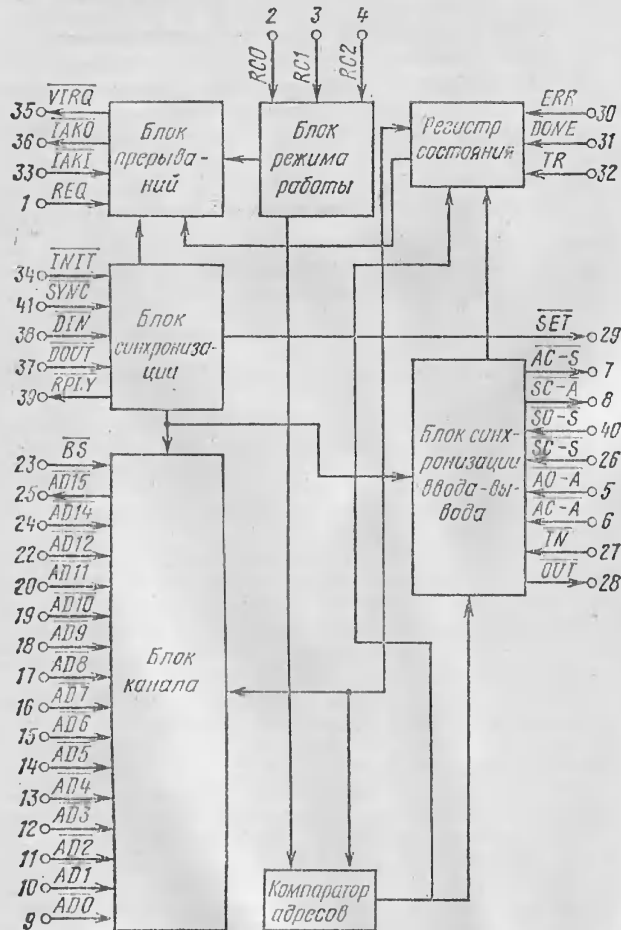 2 3 4
RC0 RC1 RC2
35 VIRQ
36 IAKO
33 IAKI
1 REQ
Блок
прерыва-
ний
Блок
режима
работы
Регистр
состояния
ERR 30
DONE 31
TR 32
34 INIT
41 SYNC
38 DIN
37 DOUT
39 RPLY
Блок
синхрониза-
ции
SET 29
AC-S 7
SC-A 8
SO-S 40
SC-S 26
AO-A 5
AC-A 6
IN 27
OUT 28
Блок синх-
ронизации
ввода-вы-
вода
23 BS
25 AD15
24 AD14
22 AD12
20 AD11
19 AD10
18 AD9
17 AD8
16 AD7
15 AD6
14 AD5
13 AD4
12 AD3
11 AD2
10 AD1
9 AD0
Блок
канала
Компаратор
адресов